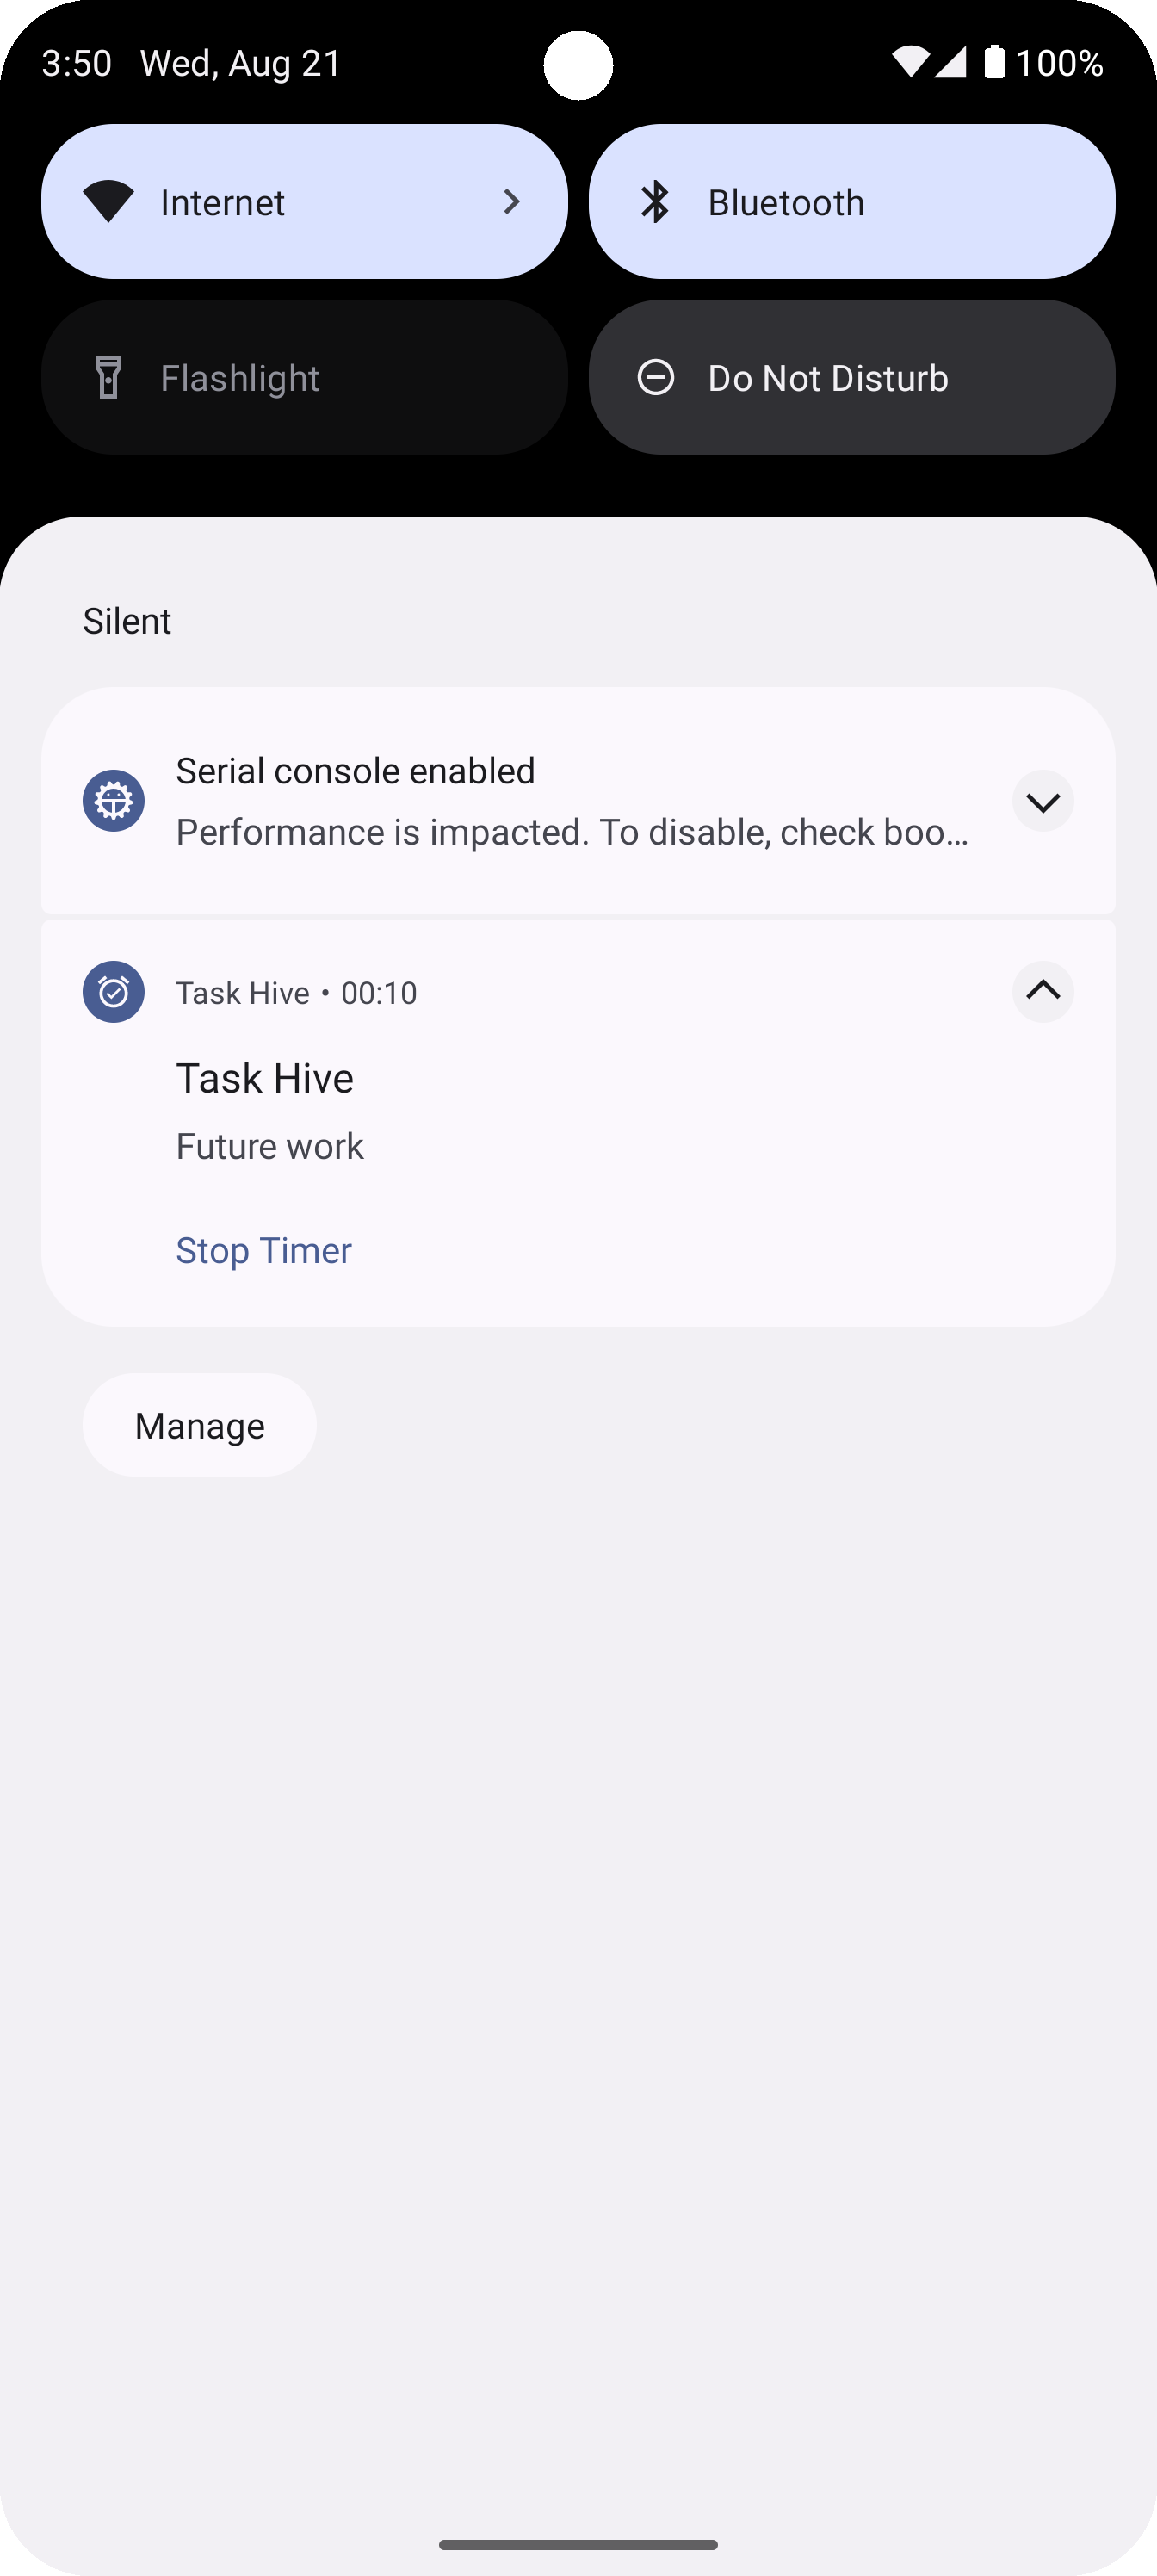 3:50 Wed, Aug 21 100%
Internet
Bluetooth
Flashlight
Do Not Disturb
Silent
Serial console enabled
Performance is impacted. To disable, check boo…
Task Hive • 00:10
Task Hive
Future work
Stop Timer
Manage